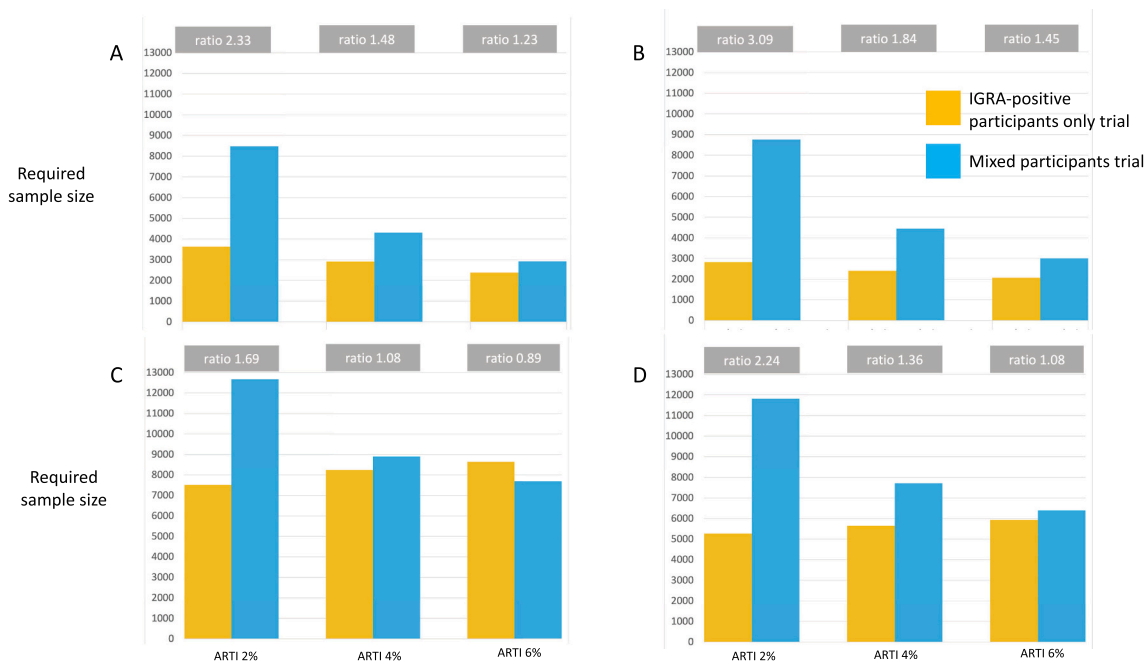 A
ratio 2.33
ratio 1.48
ratio 1.23
13000
12000
11000
10000
9000
8000
7000
6000
5000
4000
3000
2000
1000
0
Required
sample size
B
ratio 3.09
ratio 1.84
ratio 1.45
13000
12000
11000
10000
9000
8000
7000
6000
5000
4000
3000
2000
1000
0
IGRA-positive
participants only trial
Mixed participants trial
C
ratio 1.69
ratio 1.08
ratio 0.89
13000
12000
11000
10000
9000
8000
7000
6000
5000
4000
3000
2000
1000
0
Required
sample size
ARTI 2%
ARTI 4%
ARTI 6%
D
ratio 2.24
ratio 1.36
ratio 1.08
13000
12000
11000
10000
9000
8000
7000
6000
5000
4000
3000
2000
1000
0
ARTI 2%
ARTI 4%
ARTI 6%